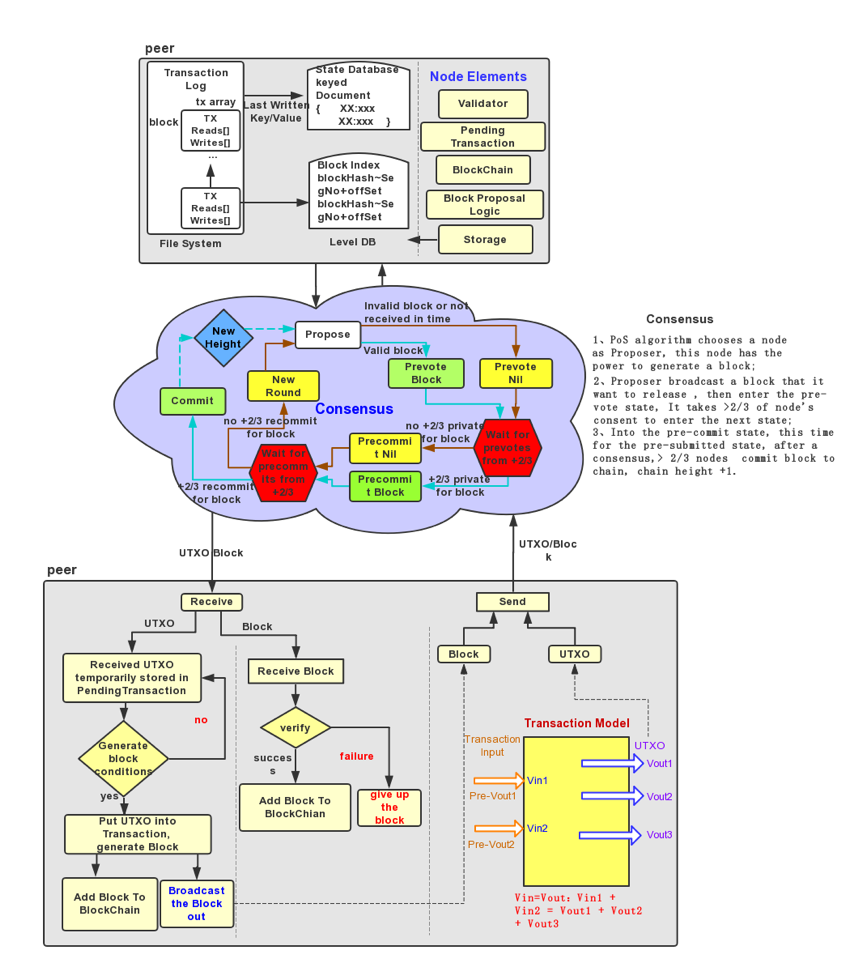 peer
Transaction
Log
tx array
block
TX
Reads[]
Writes[]
...
TX
Reads[]
Writes[]
File System
Last Written
Key/Value
State Database
keyed
Document
{ XX:xxx
XX:xxx }
Block Index
blockHash~Se
gNo+offSet
blockHash~Se
gNo+offSet
Level DB
Node Elements
Validator
Pending
Transaction
BlockChain
Block Proposal
Logic
Storage
Invalid block or not
received in time
New
Height
Propose
Valid block
Prevote
Block
Prevote
Nil
New
Round
Commit
Consensus
no +2/3 recommit
for block
no +2/3 private
for block
Wait for
prevotes
from +2/3
Precommi
t Nil
Wait for
precomm
its from
+2/3
Precommi
t Block
+2/3 recommit
for block
+2/3 private
for block
Consensus
1、PoS algorithm chooses a node
as Proposer, this node has the
power to generate a block;
2、Proposer broadcast a block that it
want to release , then enter the pre-
vote state, It takes >2/3 of node's
consent to enter the next state;
3、Into the pre-commit state, this time
for the pre-submitted state, after a
consensus,> 2/3 nodes commit block to
chain, chain height +1.
UTXO Block
UTXO/Bloc
k
peer
Receive
UTXO
Block
Received UTXO
temporarily stored in
PendingTransaction
no
Generate
block
conditions
yes
Put UTXO into
Transaction,
generate Block
Add Block To
BlockChain
Broadcast
the Block
out
Receive Block
verify
succes
s
failure
Add Block To
BlockChian
give up
the
block
Send
Block
UTXO
Transaction Model
Transaction
Input
UTXO
Vin1
Pre-Vout1
Vin2
Pre-Vout2
Vout1
Vout2
Vout3
Vin=Vout：Vin1 +
Vin2 = Vout1 + Vout2
+ Vout3